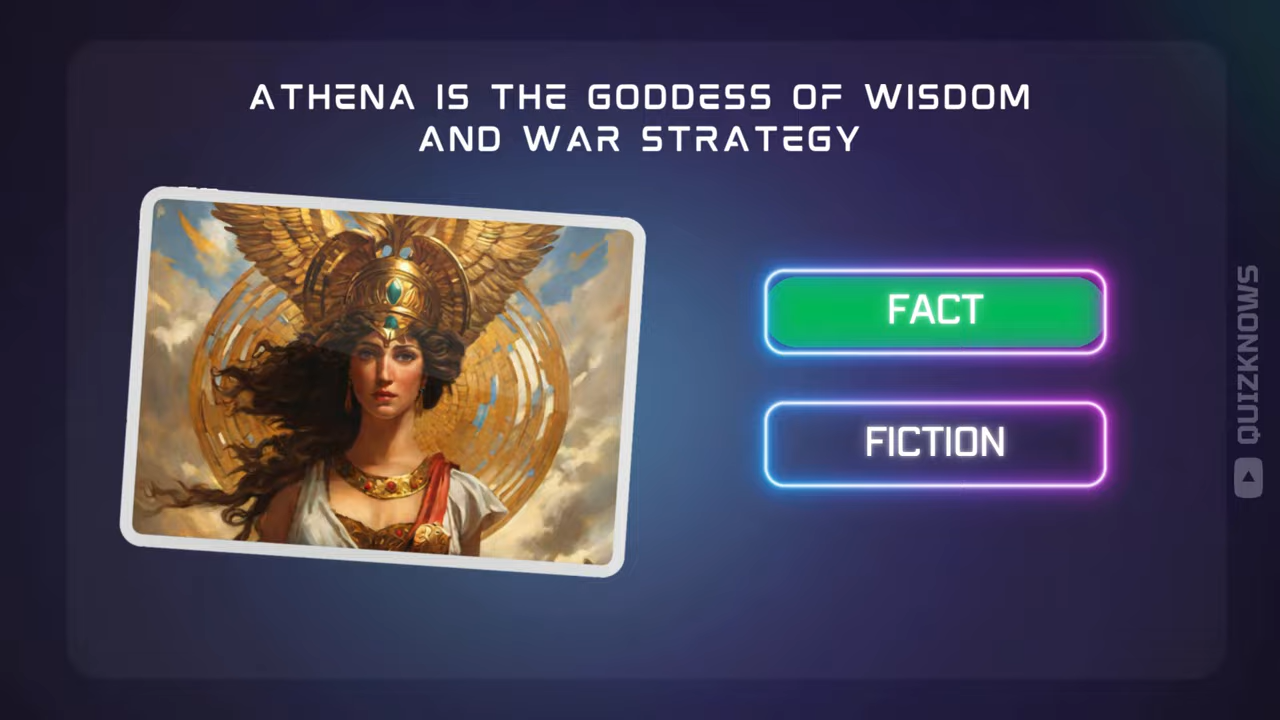 ATHENA IS THE GODDESS OF WISDOM
AND WAR STRATEGY
FACT
FICTION
QUIZKNOWS